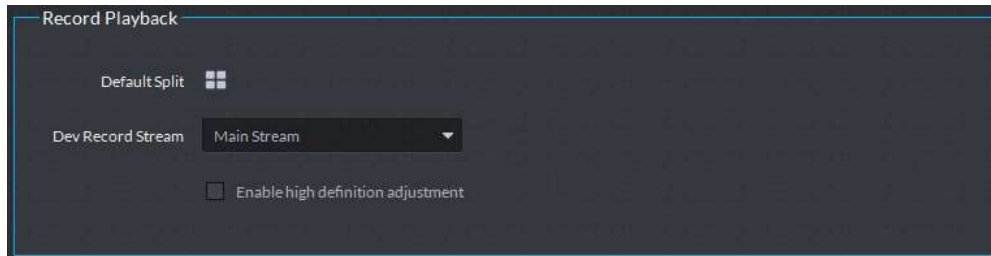 Record Playback
Default Split
Dev Record Stream Main Stream
Enable high definition adjustment